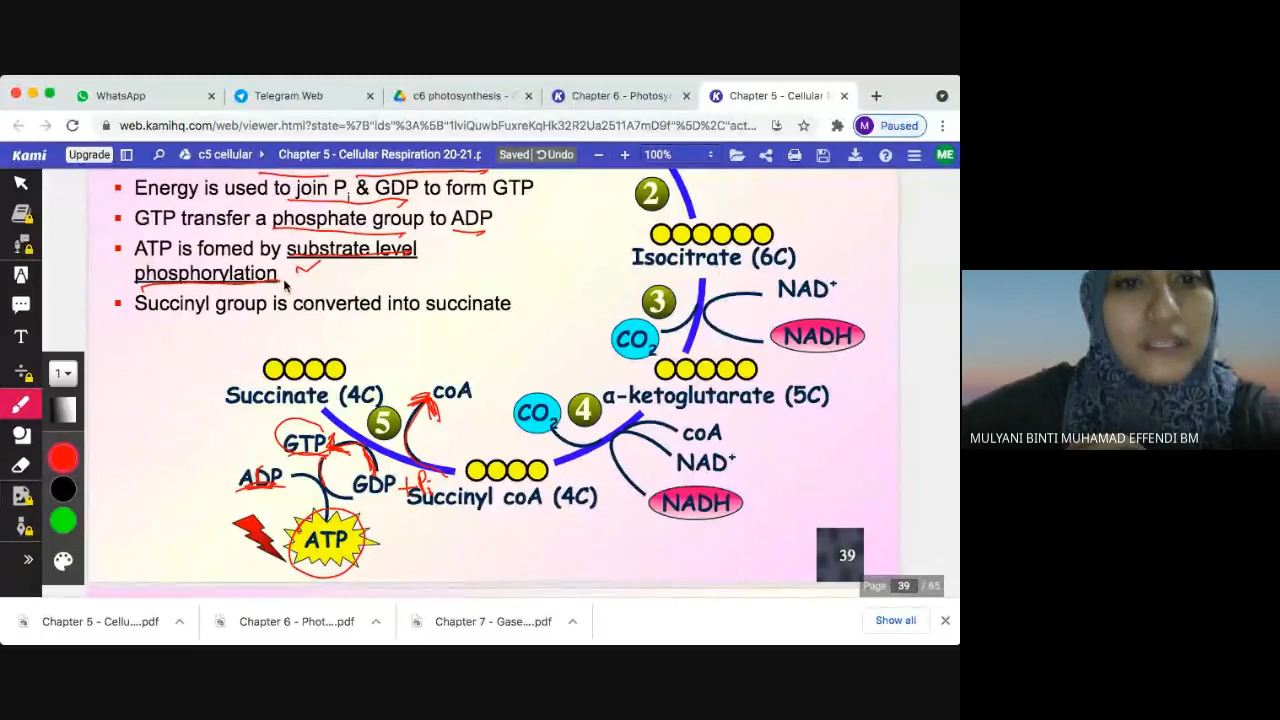 WhatsApp
Telegram Web
c6 photosynthesis -
Chapter 6 - Photosy
Chapter 5 - Cellular
web.kamihq.com/web/viewer.html?state=%7B"ids"%3A%5B"1lviQuwbFuxreKqHk32R2Ua2511A7mD9f"%5D%2C"act...
M Paused
Kami Upgrade c5 cellular Chapter 5 - Cellular Respiration 20-21.p Saved Undo 100% ME
Energy is used to join Pi & GDP to form GTP
GTP transfer a phosphate group to ADP
ATP is fomed by substrate level
phosphorylation
Succinyl group is converted into succinate
2
Isocitrate (6C)
3
NAD+
CO2
NADH
α-ketoglutarate (5C)
Succinate (4C)
coA
5
CO2
4
GTP
coA
NAD+
ADP
GDP
+Pi
Succinyl coA (4C)
NADH
ATP
39
Page 39 / 65
T
1
Chapter 5 - Cellu....pdf
Chapter 6 - Phot....pdf
Chapter 7 - Gase....pdf
Show all
MULYANI BINTI MUHAMAD EFFENDI BM